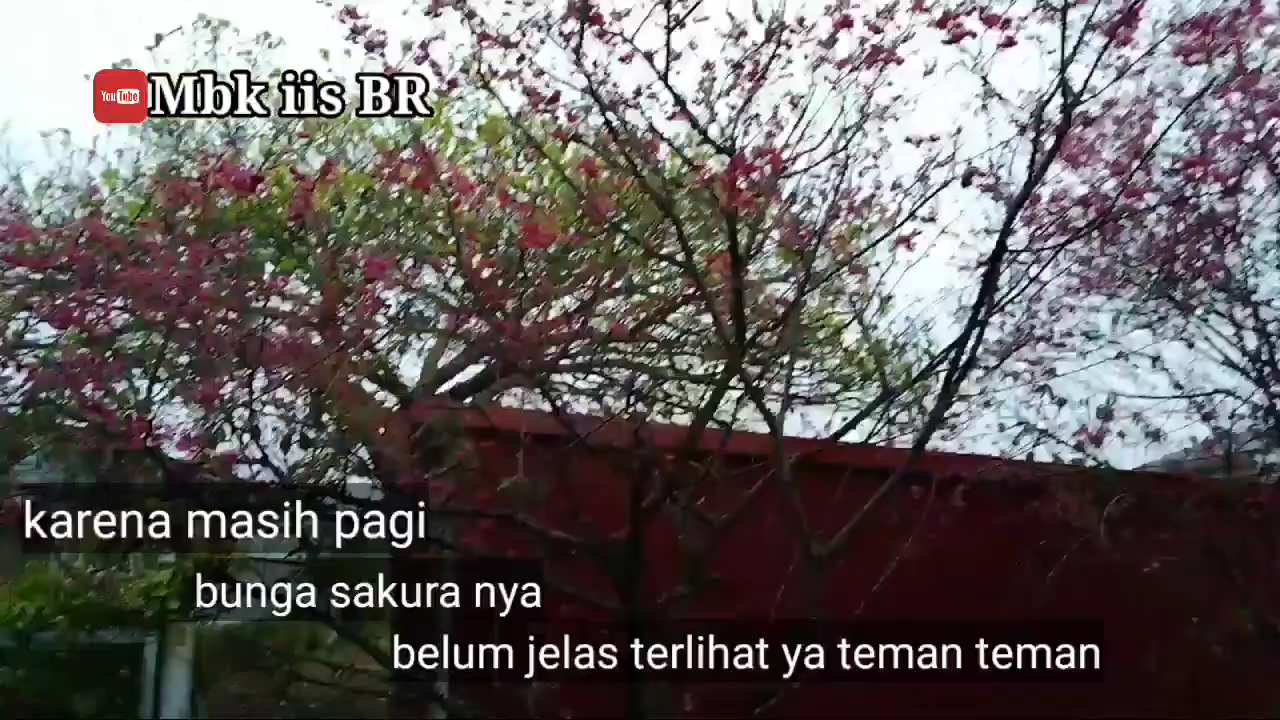 YouTube Mbk iis BR
karena masih pagi
bunga sakura nya
belum jelas terlihat ya teman teman